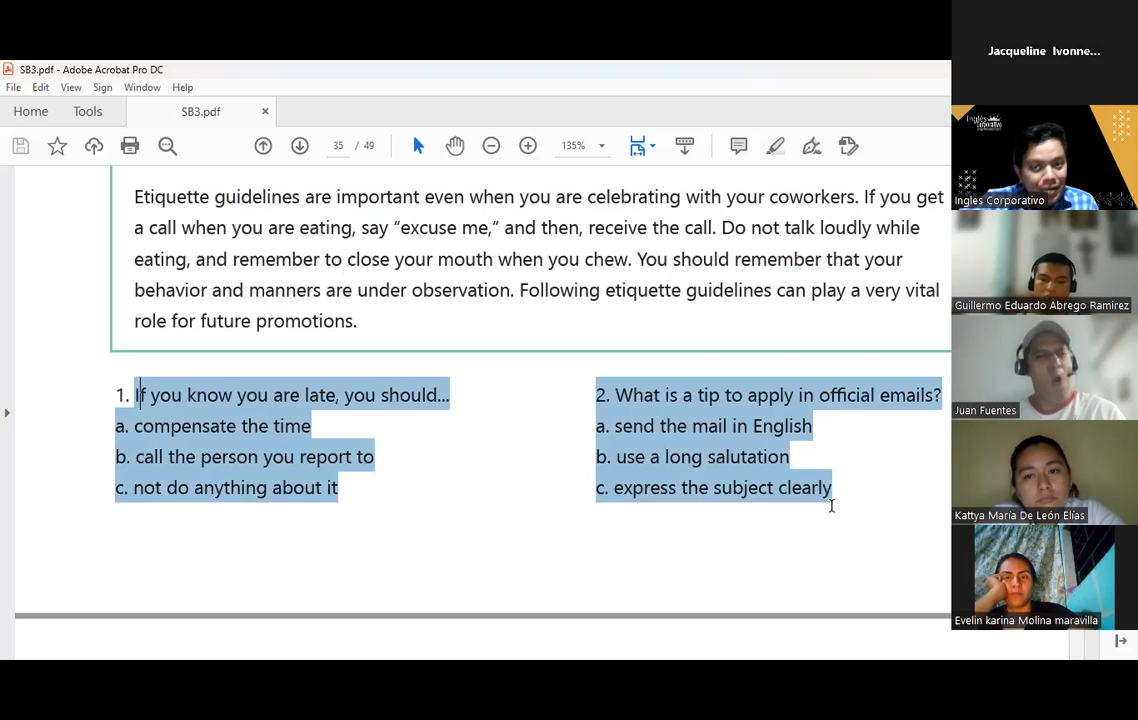 Jacqueline Ivonne...
SB3.pdf - Adobe Acrobat Pro DC
File Edit View Sign Window Help
Home Tools SB3.pdf ×
35 / 49 135%
Etiquette guidelines are important even when you are celebrating with your coworkers. If you get
a call when you are eating, say “excuse me,” and then, receive the call. Do not talk loudly while
eating, and remember to close your mouth when you chew. You should remember that your
behavior and manners are under observation. Following etiquette guidelines can play a very vital
role for future promotions.
1. If you know you are late, you should...
a. compensate the time
b. call the person you report to
c. not do anything about it
2. What is a tip to apply in official emails?
a. send the mail in English
b. use a long salutation
c. express the subject clearly
Inglés
Corporativo
Ingles Corporativo
Guillermo Eduardo Abrego Ramirez
Juan Fuentes
Kattya María De León Elías
Evelin karina Molina maravilla